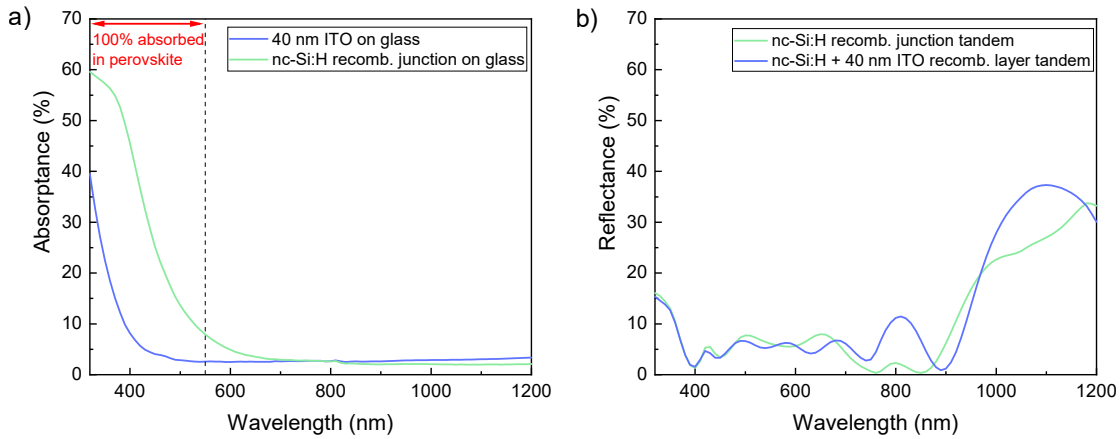 a)
70
60
50
40
30
20
10
0
Absorptance (%)
100% absorbed
in perovskite
40 nm ITO on glass
nc-Si:H recomb. junction on glass
400
600
800
1000
1200
Wavelength (nm)
b)
70
60
50
40
30
20
10
0
Reflectance (%)
nc-Si:H recomb. junction tandem
nc-Si:H + 40 nm ITO recomb. layer tandem
400
600
800
1000
1200
Wavelength (nm)